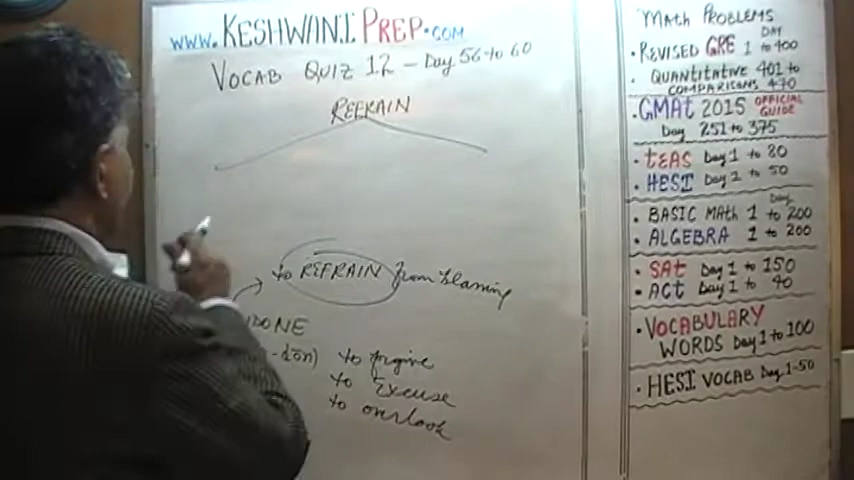 www.KESHWANI PREP.com
VOCAB QUIZ 12 - Day 56 to 60
REFRAIN
to REFRAIN from blaming
DONE
-dōn) to forgive
to Excuse
to overlook
MATH PROBLEMS
• REVISED GRE DAY 1 to 400
• QUANTITATIVE 401 to
COMPARISONS 470
• GMAt 2015 OFFICIAL GUIDE
Day 251 to 375
• tEAS Day 1 to 80
• HESI Day 1 to 50
• BASIC MAth Day 1 to 200
• ALGEBRA 1 to 200
• SAt Day 1 to 150
• ACt Day 1 to 40
• VOCABULARY
WORDS Day 1 to 100
• HESI VOCAB Day 1-50